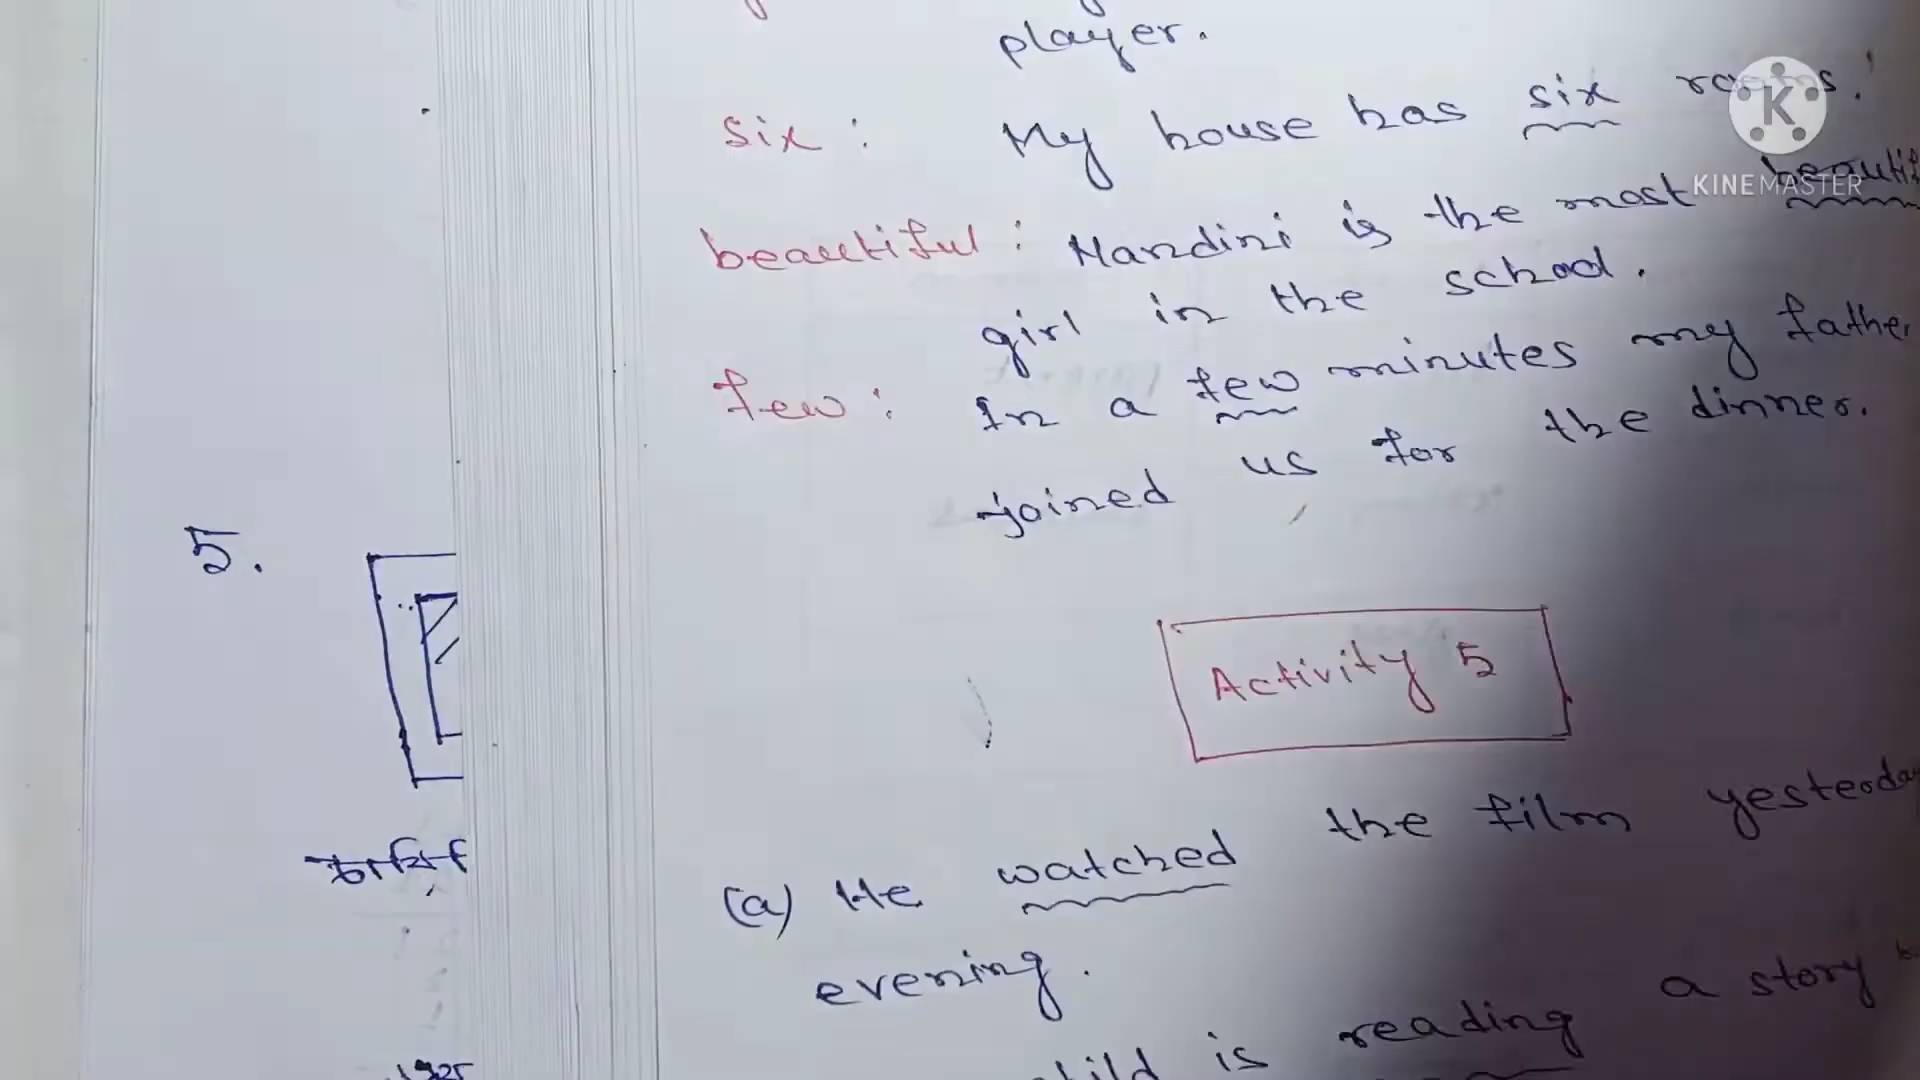 player.
six : My house has six rooms.
beautiful : Nandini is the most
girl in the school.
few : In a few minutes my father
joined us for the dinner.
5.
Activity 5
(a) He watched the film
evening.
is reading a story
KINEMASTER